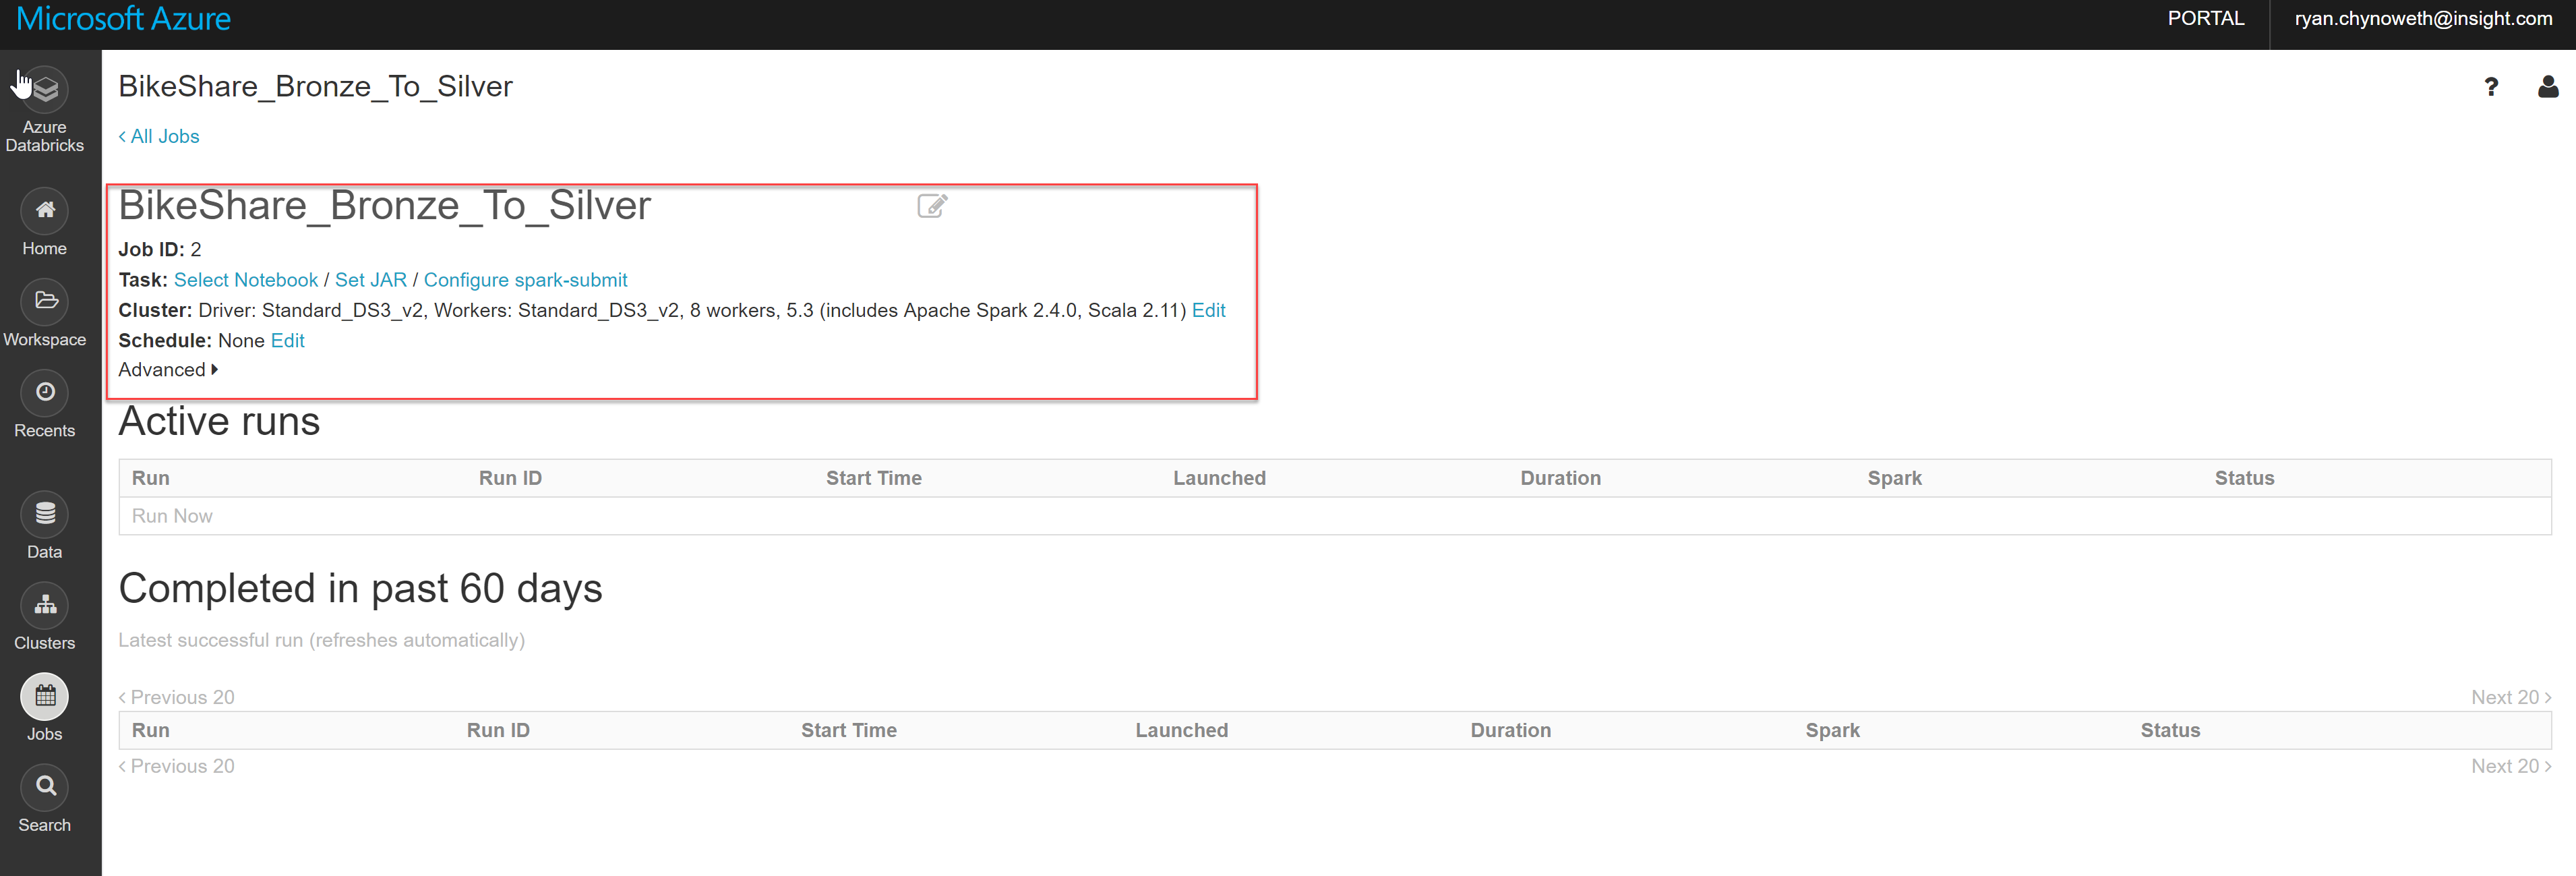 Microsoft Azure
PORTAL
ryan.chynoweth@insight.com
Azure
Databricks
Home
Workspace
Recents
Data
Clusters
Jobs
Search
BikeShare_Bronze_To_Silver
?
< All Jobs
BikeShare_Bronze_To_Silver
Job ID: 2
Task: Select Notebook / Set JAR / Configure spark-submit
Cluster: Driver: Standard_DS3_v2, Workers: Standard_DS3_v2, 8 workers, 5.3 (includes Apache Spark 2.4.0, Scala 2.11) Edit
Schedule: None Edit
Advanced
Active runs
Run Run ID Start Time Launched Duration Spark Status
Run Now
Completed in past 60 days
Latest successful run (refreshes automatically)
< Previous 20 Next 20 >
Run Run ID Start Time Launched Duration Spark Status
< Previous 20 Next 20 >